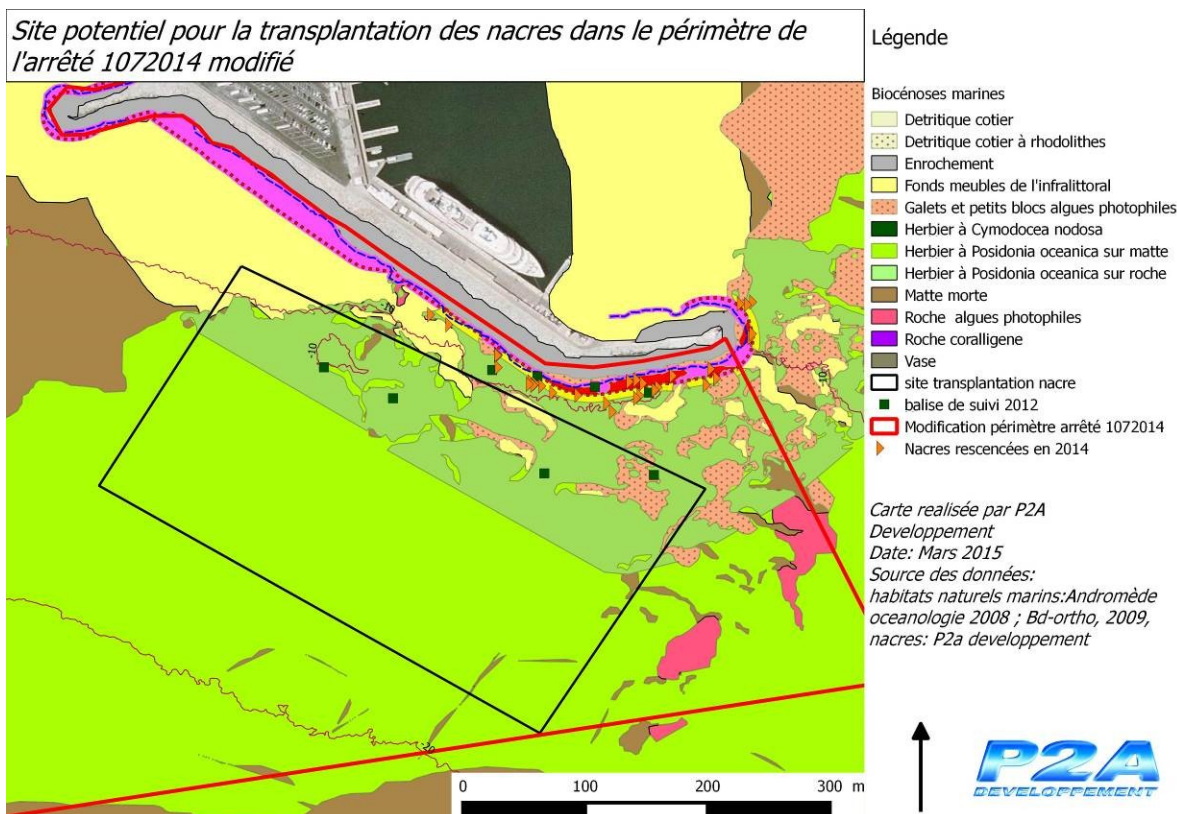 Site potentiel pour la transplantation des nacres dans le périmètre de
l'arrêté 1072014 modifié
Légende
Biocénoses marines
Detritique cotier
Detritique cotier à rhodolithes
Enrochement
Fonds meubles de l'infralittoral
Galets et petits blocs algues photophiles
Herbier à Cymodocea nodosa
Herbier à Posidonia oceanica sur matte
Herbier à Posidonia oceanica sur roche
Matte morte
Roche algues photophiles
Roche coralligene
Vase
site transplantation nacre
balise de suivi 2012
Modification périmètre arrêté 1072014
Nacres rescencées en 2014
Carte realisée par P2A
Developpement
Date: Mars 2015
Source des données:
habitats naturels marins:Andromède
oceanologie 2008 ; Bd-ortho, 2009,
nacres: P2a developpement
-10
-10
-10
-20
0 100 200 300 m
P2A
DEVELOPPEMENT